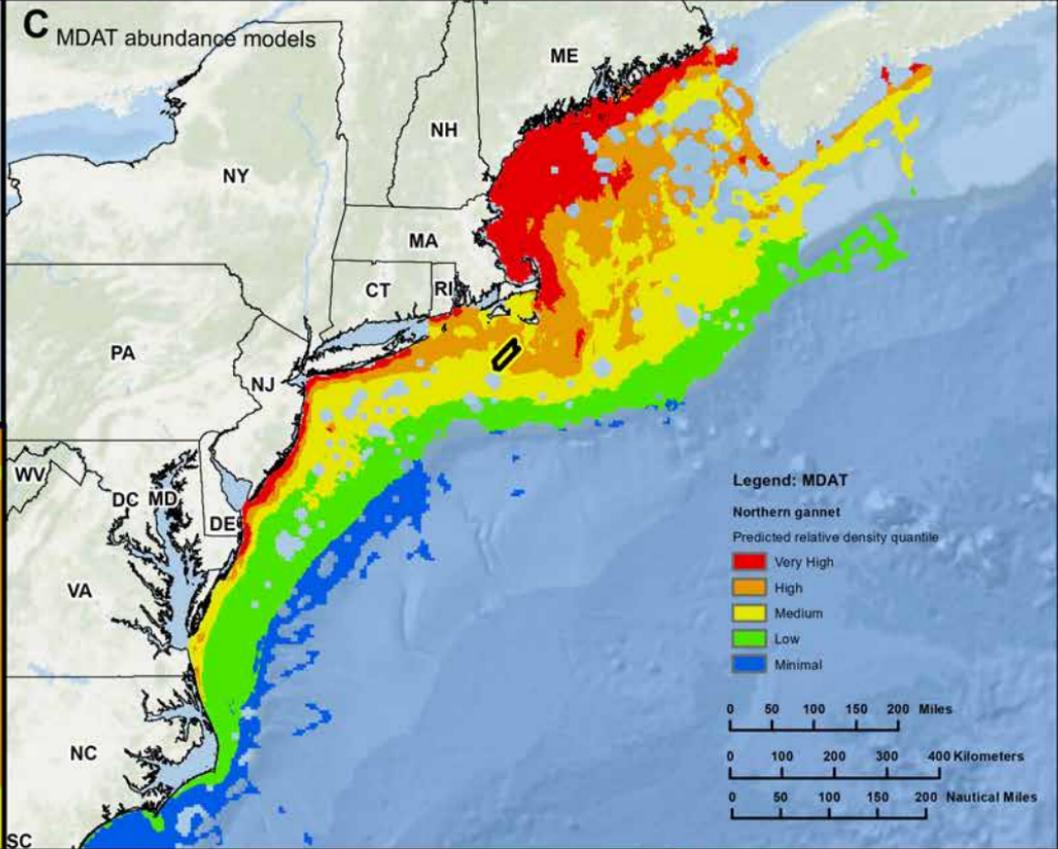 C MDAT abundance models
ME
NH
NY
MA
CT
RI
PA
NJ
WV
DC
MD
DE
VA
NC
SC
Legend: MDAT
Northern gannet
Predicted relative density quantile
Very High
High
Medium
Low
Minimal
0 50 100 150 200 Miles
0 100 200 300 400 Kilometers
0 50 100 150 200 Nautical Miles